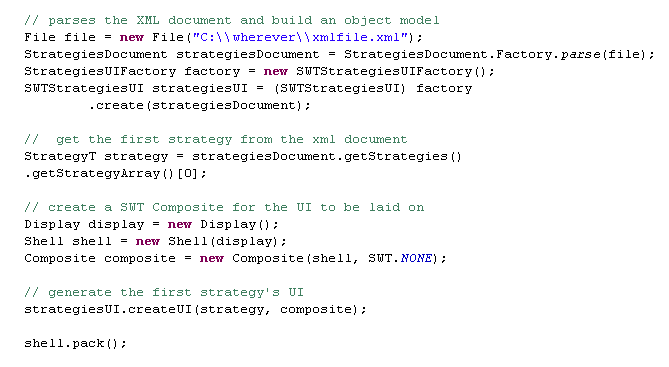 // parses the XML document and build an object model
File file = new File("C:\\wherever\\xmlfile.xml");
StrategiesDocument strategiesDocument = StrategiesDocument.Factory.parse(file);
StrategiesUIFactory factory = new SWTStrategiesUIFactory();
SWTStrategiesUI strategiesUI = (SWTStrategiesUI) factory
        .create(strategiesDocument);

//  get the first strategy from the xml document
StrategyT strategy = strategiesDocument.getStrategies()
.getStrategyArray()[0];

// create a SWT Composite for the UI to be laid on
Display display = new Display();
Shell shell = new Shell(display);
Composite composite = new Composite(shell, SWT.NONE);

// generate the first strategy's UI
strategiesUI.createUI(strategy, composite);

shell.pack();